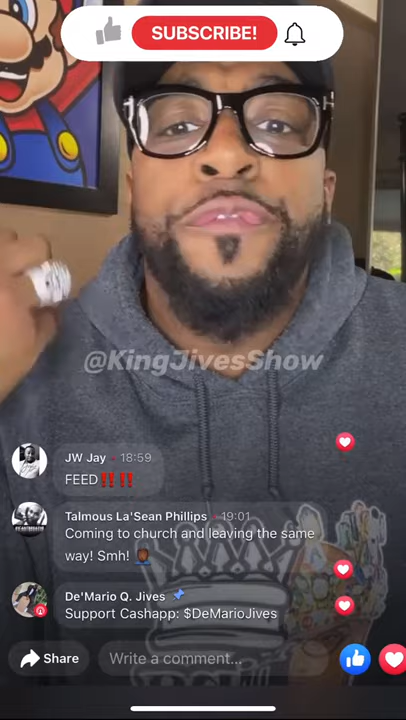 SUBSCRIBE!
@KingJivesShow
JW Jay • 18:59
FEED‼️‼️
Talmous La'Sean Phillips • 19:01
Coming to church and leaving the same
way! Smh! 🤦🏾‍♂️
De'Mario Q. Jives 📌
Support Cashapp: $DeMarioJives
Share
Write a comment...